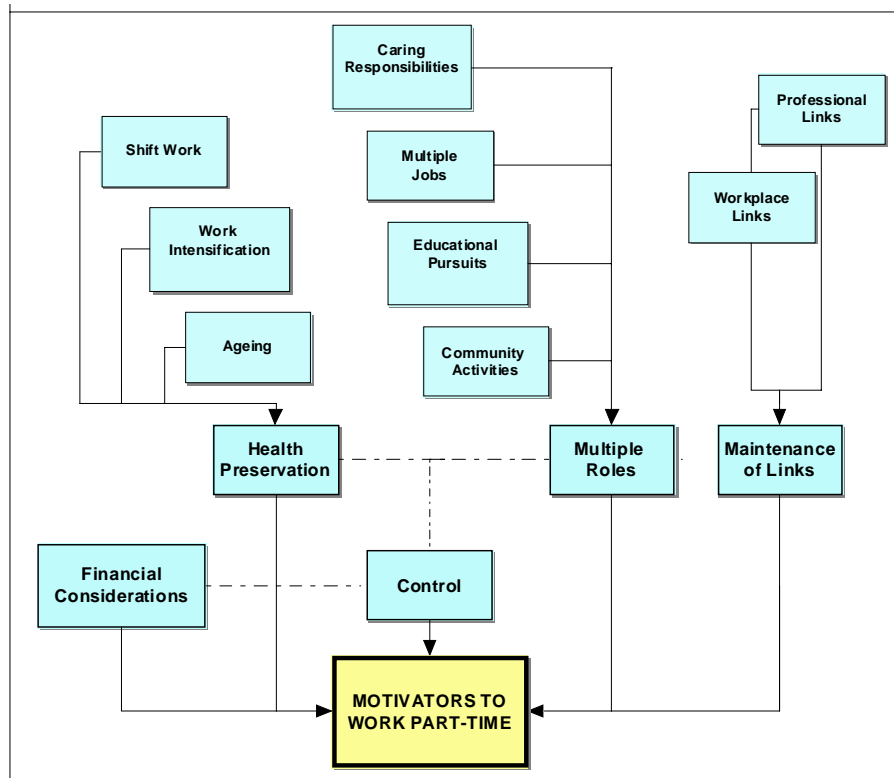 Caring
Responsibilities
Professional
Links
Shift Work
Multiple
Jobs
Workplace
Links
Work
Intensification
Educational
Pursuits
Ageing
Community
Activities
Health
Preservation
Multiple
Roles
Maintenance
of Links
Financial
Considerations
Control
MOTIVATORS TO
WORK PART-TIME